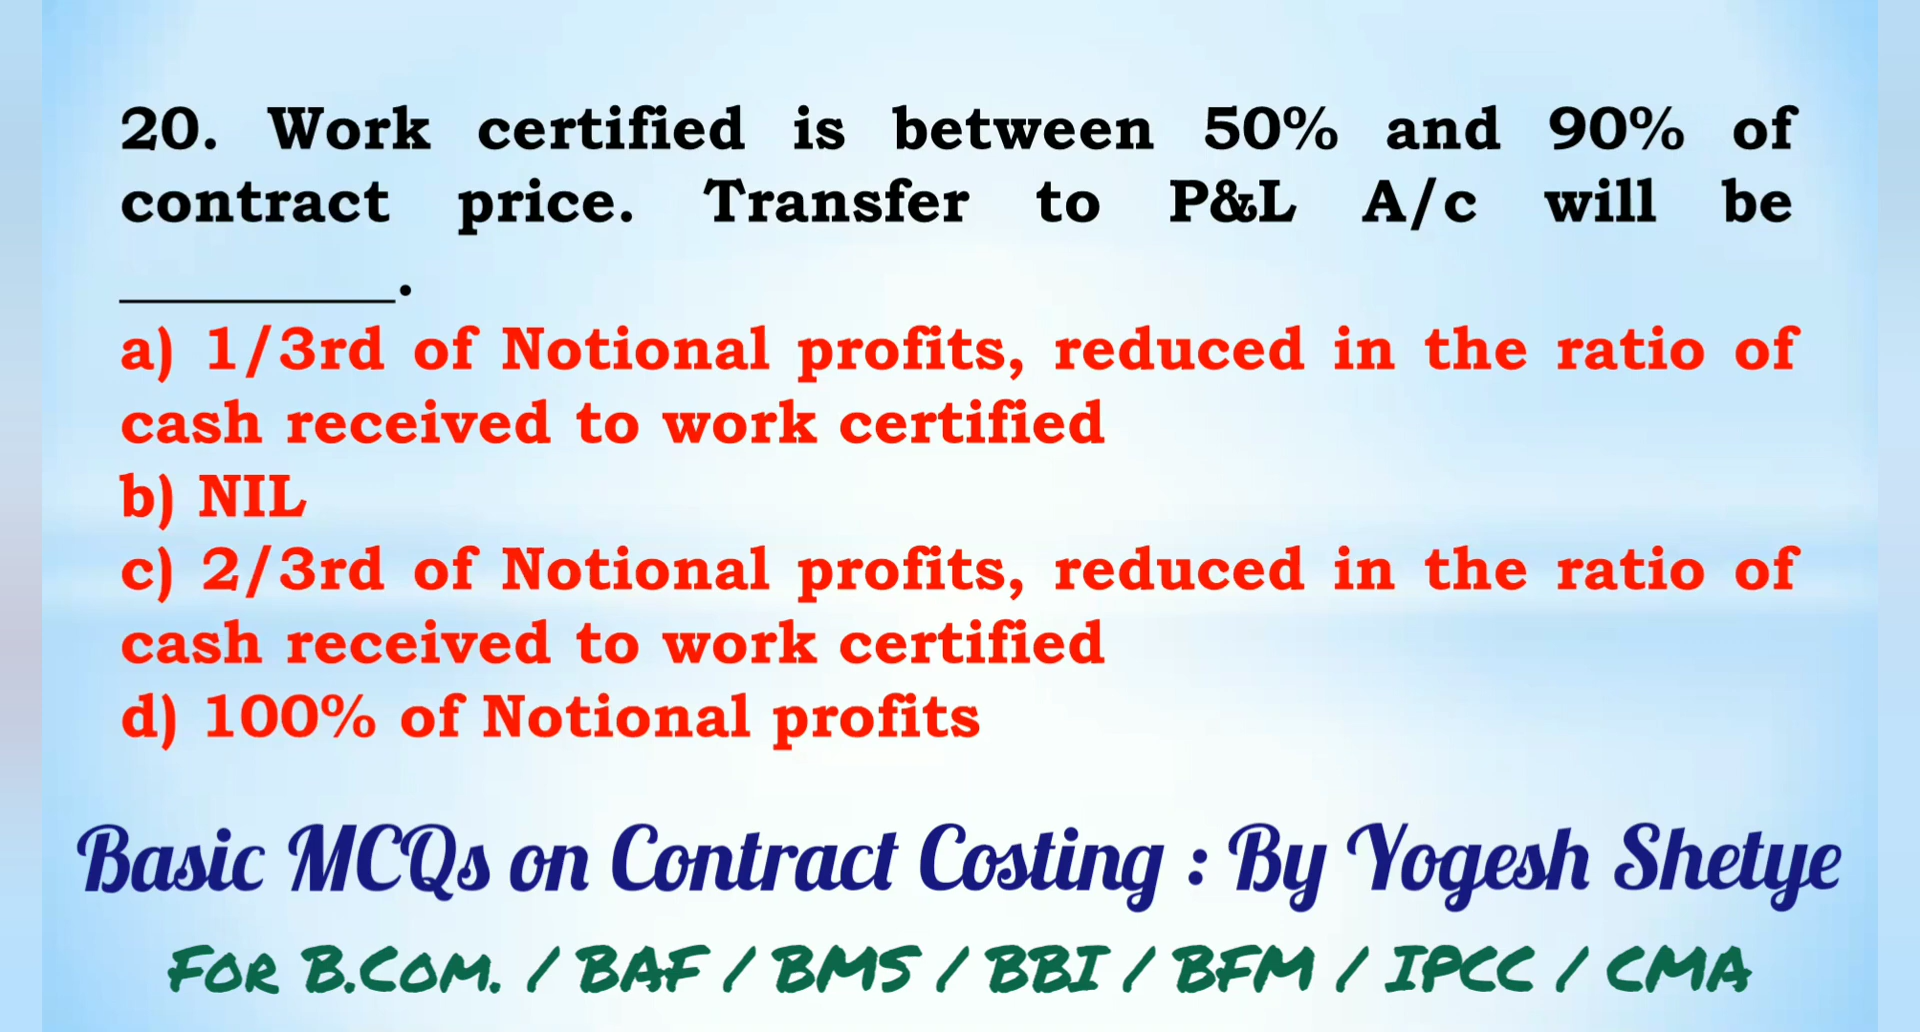 20. Work certified is between 50% and 90% of
contract price. Transfer to P&L A/c will be
_________.
a) 1/3rd of Notional profits, reduced in the ratio of
cash received to work certified
b) NIL
c) 2/3rd of Notional profits, reduced in the ratio of
cash received to work certified
d) 100% of Notional profits
Basic MCQs on Contract Costing : By Yogesh Shetye
For B.Com. / BAF / BMS / BBI / BFM / IPCC / CMA